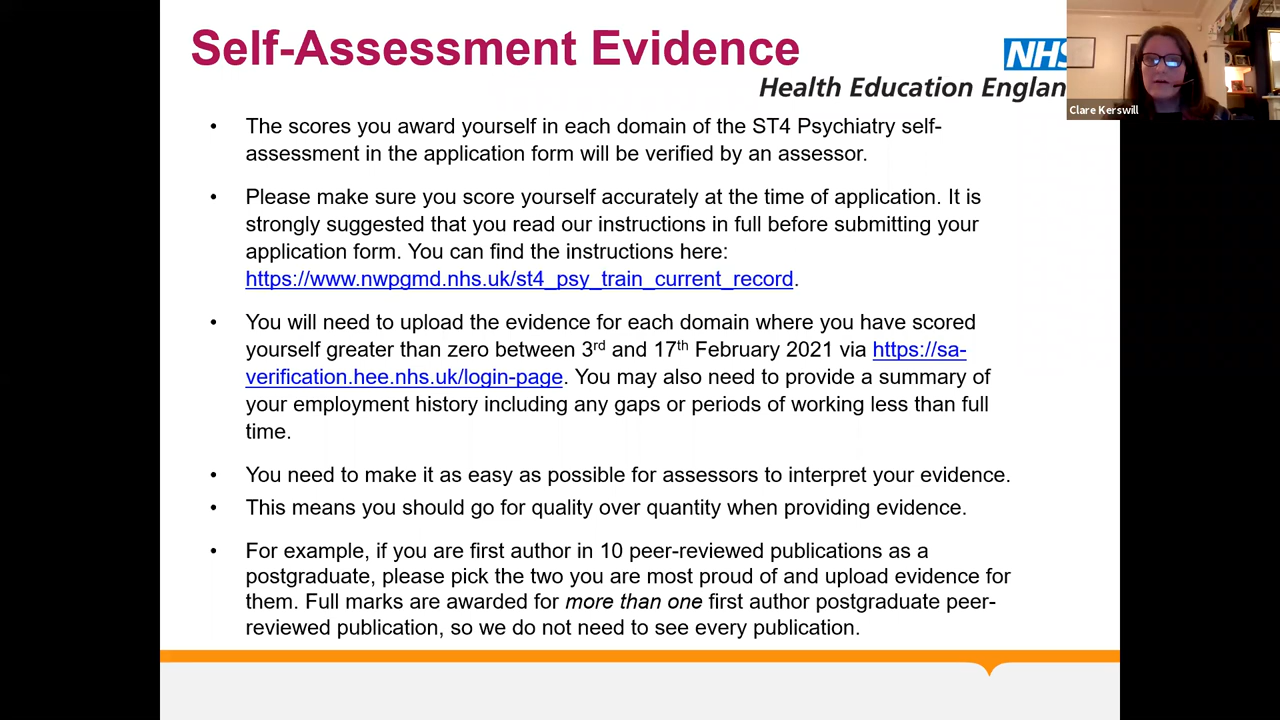 Self-Assessment Evidence
NHS
Health Education Englan
Clare Kerswill
• The scores you award yourself in each domain of the ST4 Psychiatry self-
assessment in the application form will be verified by an assessor.
• Please make sure you score yourself accurately at the time of application. It is
strongly suggested that you read our instructions in full before submitting your
application form. You can find the instructions here:
https://www.nwpgmd.nhs.uk/st4_psy_train_current_record.
• You will need to upload the evidence for each domain where you have scored
yourself greater than zero between 3rd and 17th February 2021 via https://sa-
verification.hee.nhs.uk/login-page. You may also need to provide a summary of
your employment history including any gaps or periods of working less than full
time.
• You need to make it as easy as possible for assessors to interpret your evidence.
• This means you should go for quality over quantity when providing evidence.
• For example, if you are first author in 10 peer-reviewed publications as a
postgraduate, please pick the two you are most proud of and upload evidence for
them. Full marks are awarded for more than one first author postgraduate peer-
reviewed publication, so we do not need to see every publication.